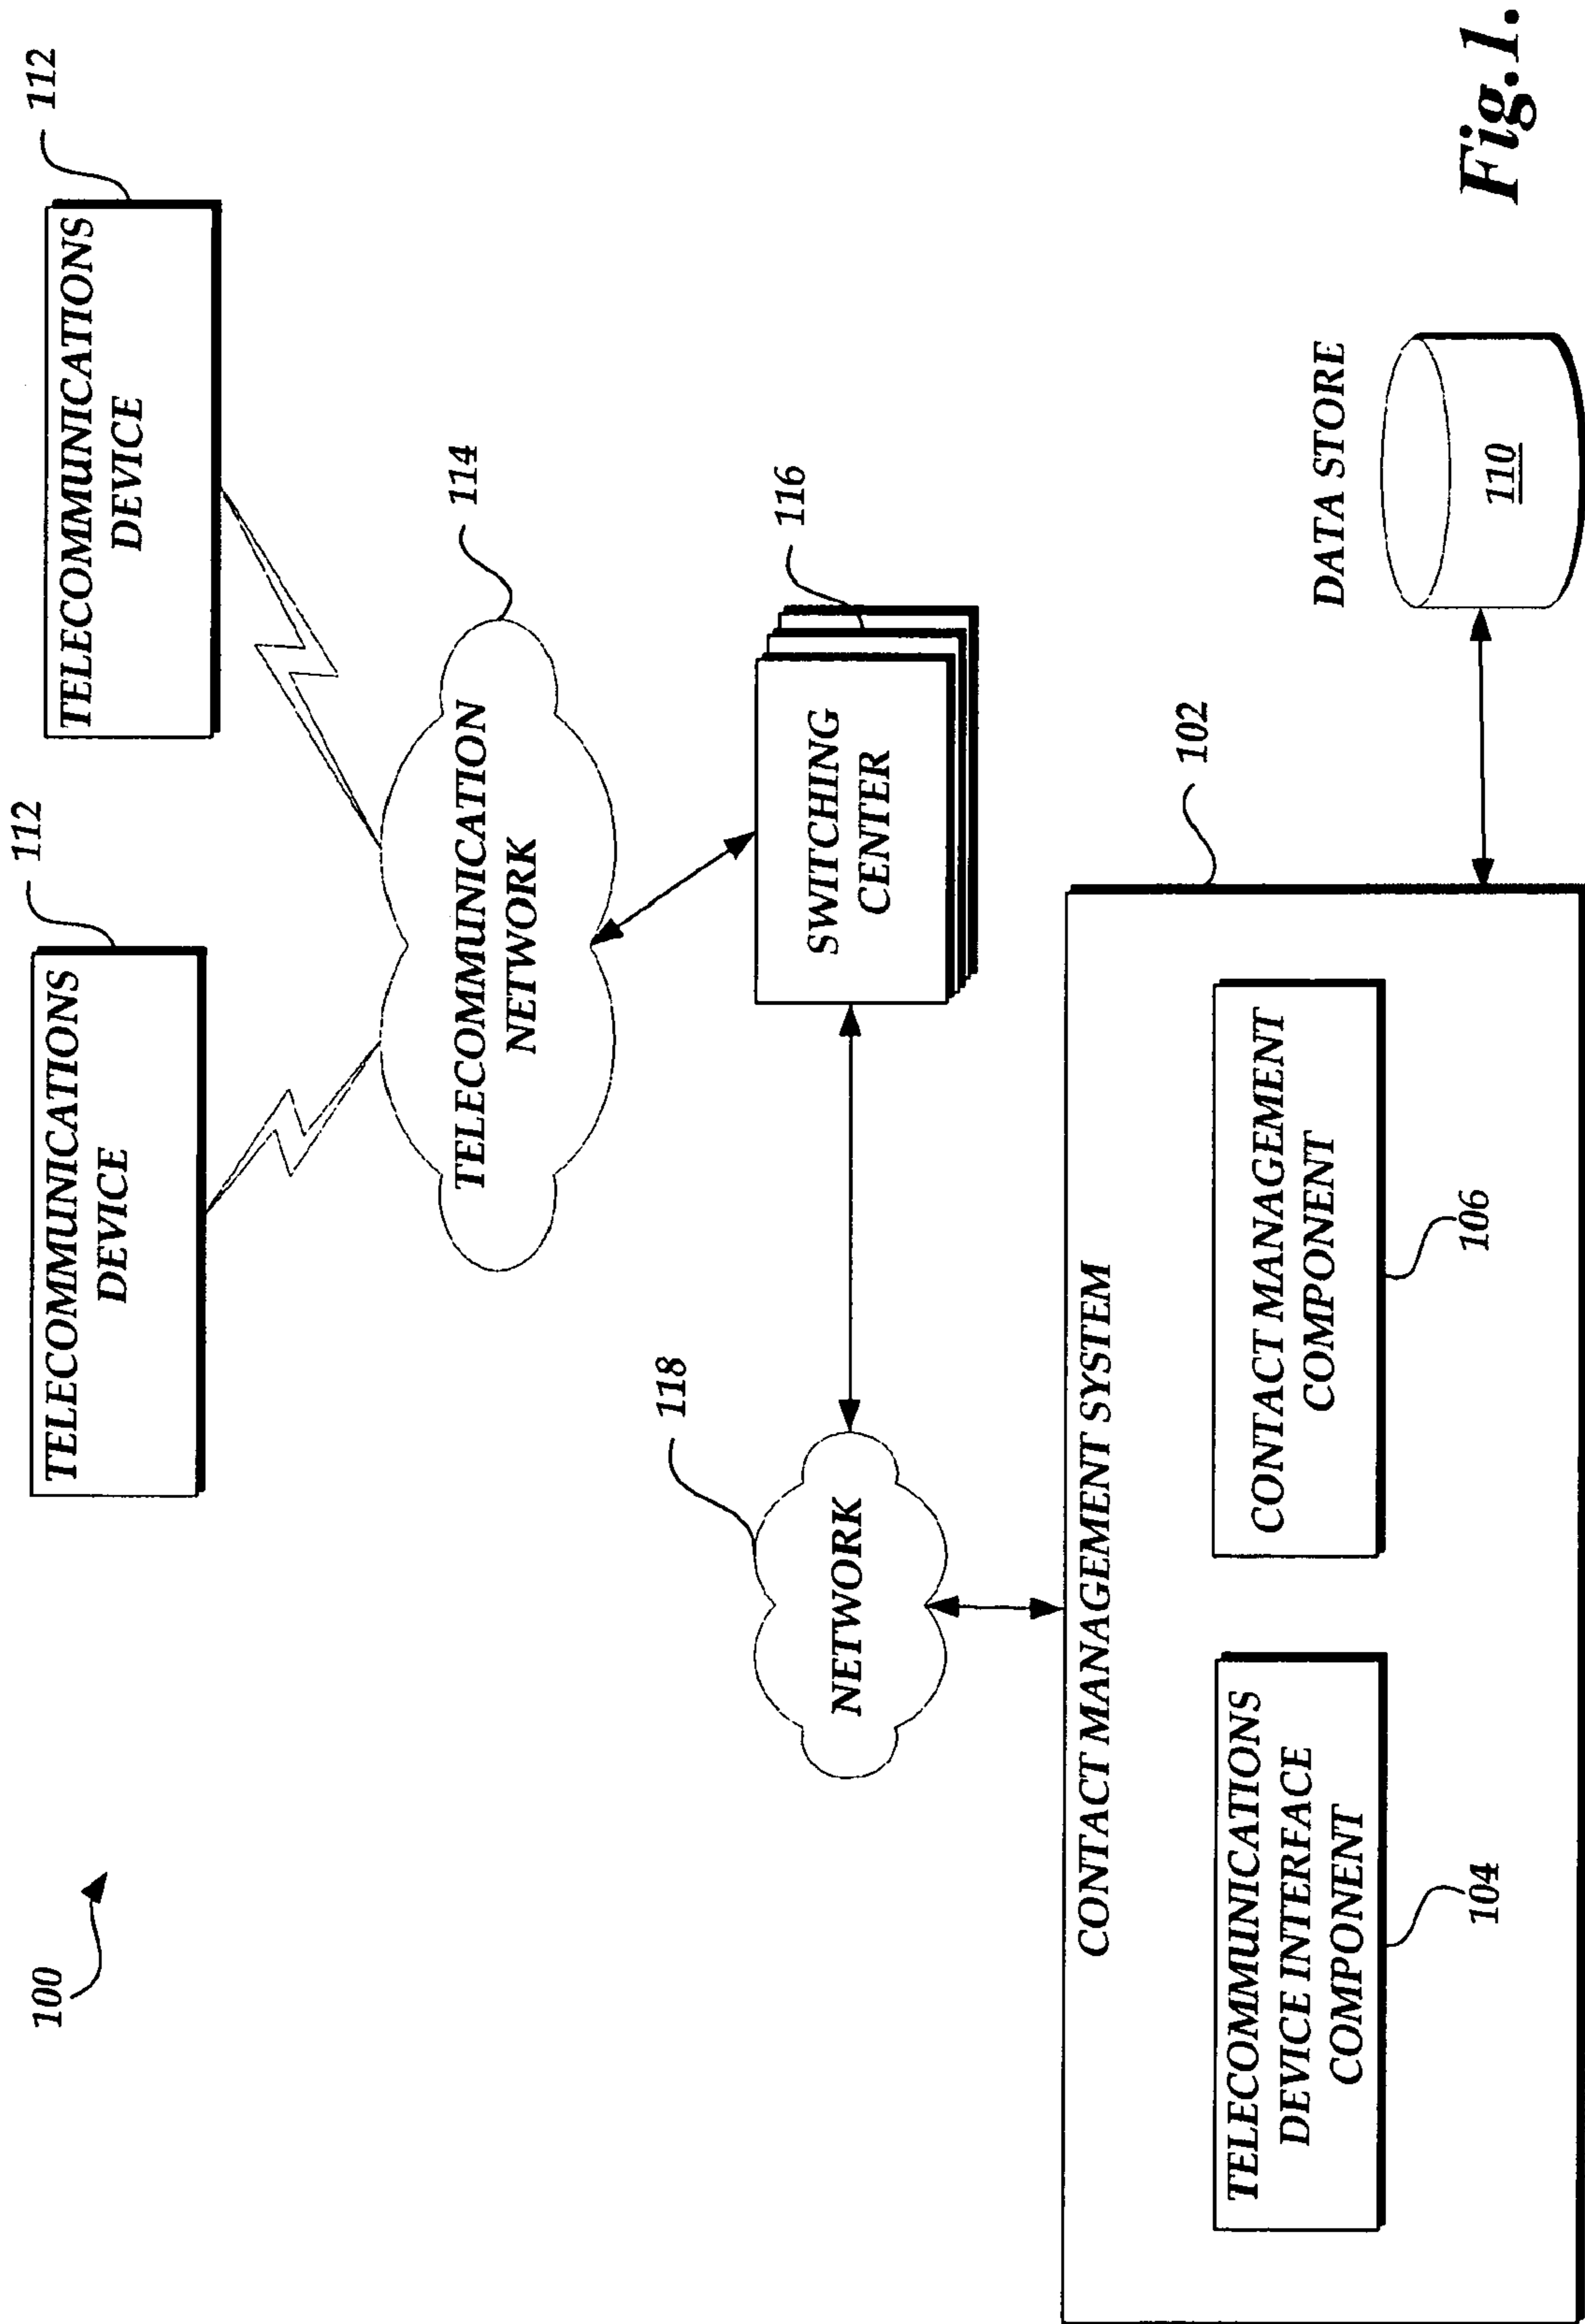 100
112
TELECOMMUNICATIONS
DEVICE
112
TELECOMMUNICATIONS
DEVICE
114
TELECOMMUNICATION
NETWORK
116
SWITCHING
CENTER
118
NETWORK
102
CONTACT MANAGEMENT SYSTEM
TELECOMMUNICATIONS
DEVICE INTERFACE
COMPONENT
104
CONTACT MANAGEMENT
COMPONENT
106
DATA STORE
110
Fig.1.